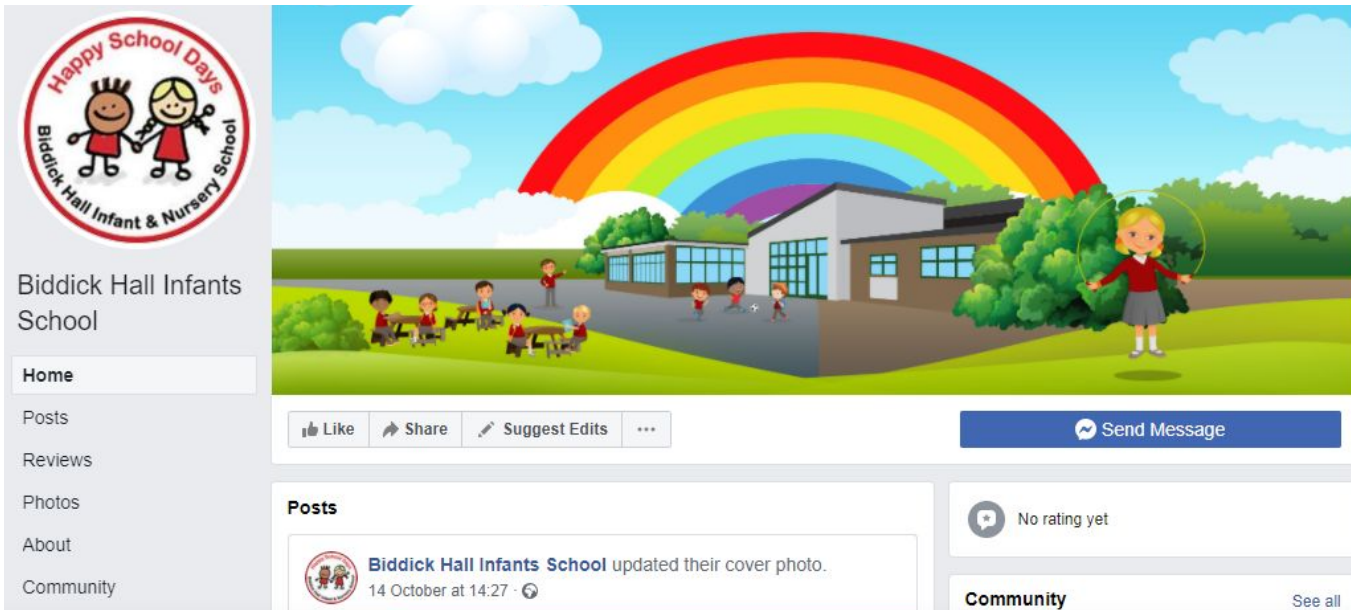 Happy School Days
Biddick Hall Infant & Nursery School
Biddick Hall Infants
School
Home
Posts
Reviews
Photos
About
Community
Like
Share
Suggest Edits
Send Message
Posts
Biddick Hall Infants School updated their cover photo.
14 October at 14:27 ·
No rating yet
Community
See all